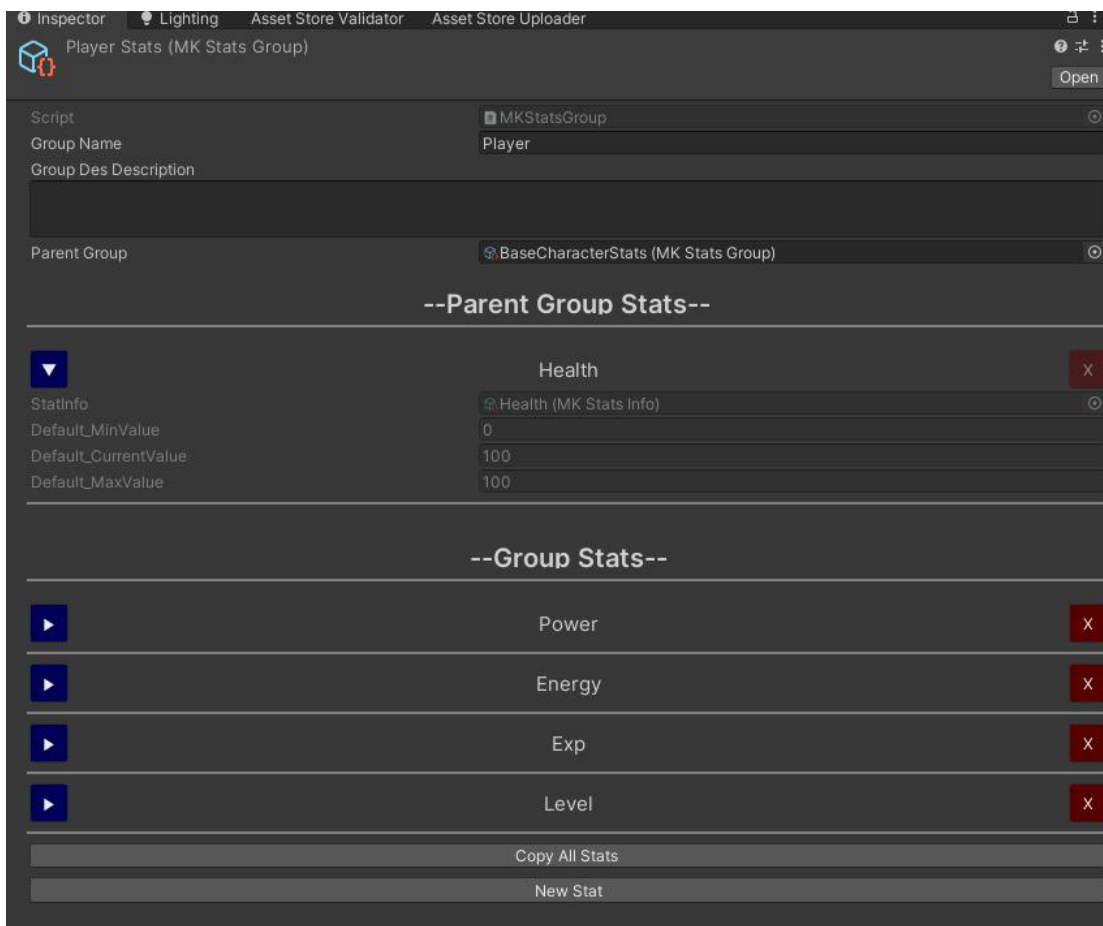 Inspector Lighting Asset Store Validator Asset Store Uploader
Player Stats (MK Stats Group)
Open
Script MKStatsGroup
Group Name Player
Group Des Description
Parent Group BaseCharacterStats (MK Stats Group)
--Parent Group Stats--
Health X
StatInfo Health (MK Stats Info)
Default_MinValue 0
Default_CurrentValue 100
Default_MaxValue 100
--Group Stats--
Power X
Energy X
Exp X
Level X
Copy All Stats
New Stat